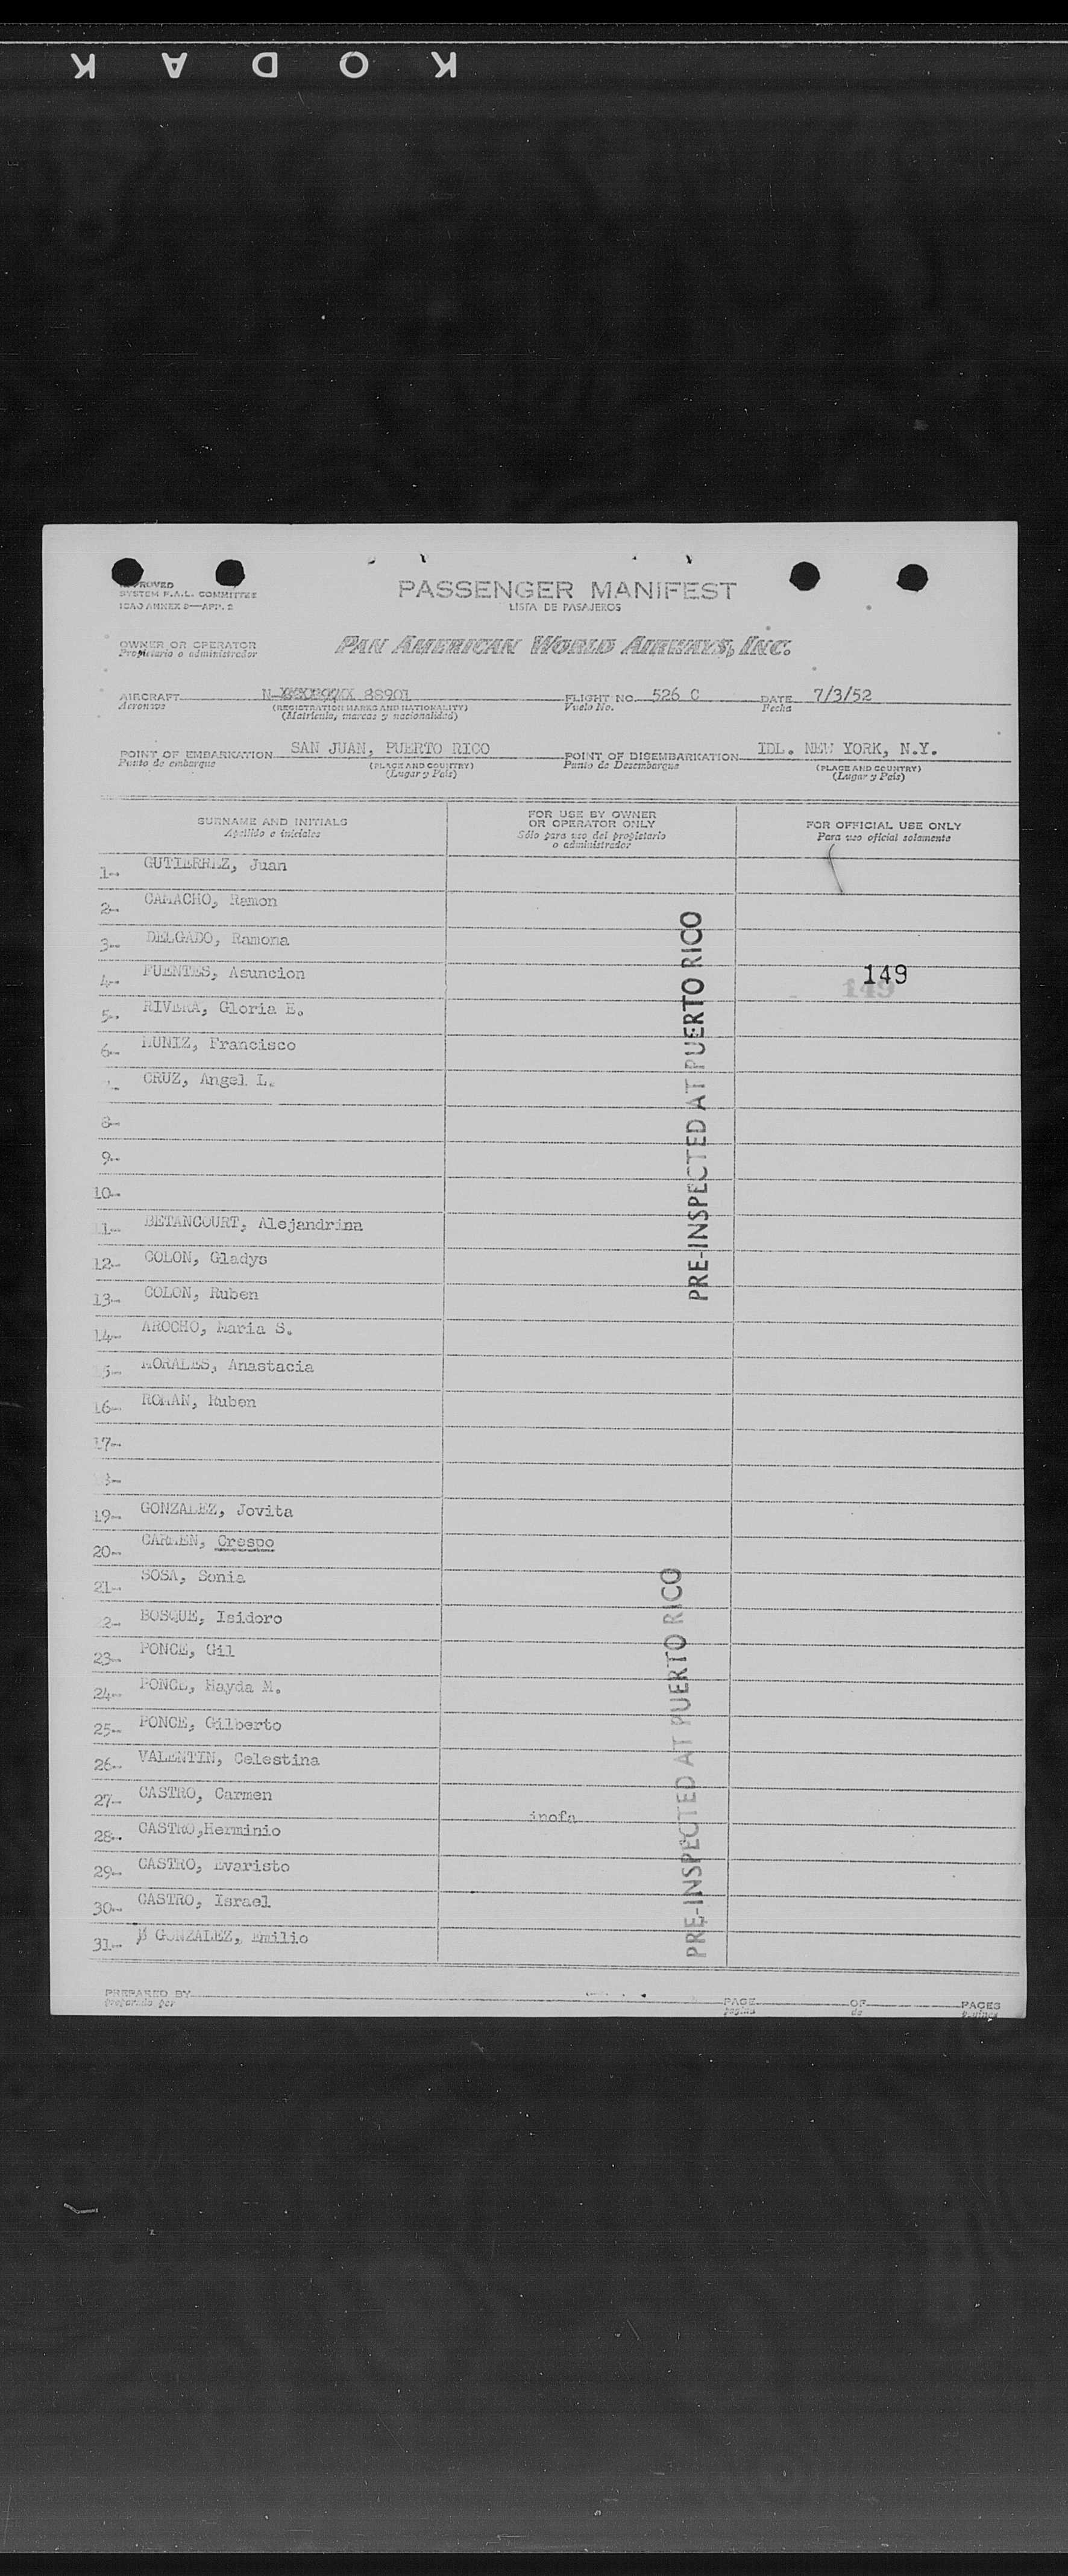 KODAK
APPROVED
SYSTEM F.A.L. COMMITTEE
ICAO ANNEX 9—APP. 2
PASSENGER MANIFEST
LISTA DE PASAJEROS
OWNER OR OPERATOR
Propietario o administrador
PAN AMERICAN WORLD AIRWAYS, INC.
AIRCRAFT N 88901 FLIGHT NO. 526 C DATE 7/3/52
Aeronave (REGISTRATION MARKS AND NATIONALITY) Vuelo No. Fecha
(Matricula, marcas y nacionalidad)
POINT OF EMBARKATION SAN JUAN, PUERTO RICO POINT OF DISEMBARKATION IDL. NEW YORK, N.Y.
Punto de embarque (PLACE AND COUNTRY) Punto de Desembarque (PLACE AND COUNTRY)
(Lugar y Pais) (Lugar y Pais)
SURNAME AND INITIALS
Apellido e iniciales
FOR USE BY OWNER
OR OPERATOR ONLY
Sólo para uso del propietario
o administrador
FOR OFFICIAL USE ONLY
Para uso oficial solamente
1-- GUTIERREZ, Juan
2-- CAMACHO, Ramon
3-- DELGADO, Ramona
4-- FUENTES, Asuncion 149
149
5-- RIVERA, Gloria E.
6-- MUNIZ, Francisco
CRUZ, Angel L.
8--
9--
10--
11-- BETANCOURT, Alejandrina
12-- COLON, Gladys
13-- COLON, Ruben
14-- AROCHO, Maria S.
15-- MORALES, Anastacia
16-- ROMAN, Ruben
17--
18--
19-- GONZALEZ, Jovita
20-- CARMEN, Crespo
21-- SOSA, Sonia
22-- BOSQUE, Isidoro
23-- PONCE, Gil
24-- PONCE, Hayda M.
25-- PONCE, Gilberto
26-- VALENTIN, Celestina
27-- CASTRO, Carmen
28-- CASTRO,Herminio inofa
29-- CASTRO, Evaristo
30-- CASTRO, Israel
31-- GONZALEZ, Emilio
PRE-INSPECTED AT PUERTO RICO
PRE-INSPECTED AT PUERTO RICO
PREPARED BY PAGE OF PAGES
preparado por pagina de paginas